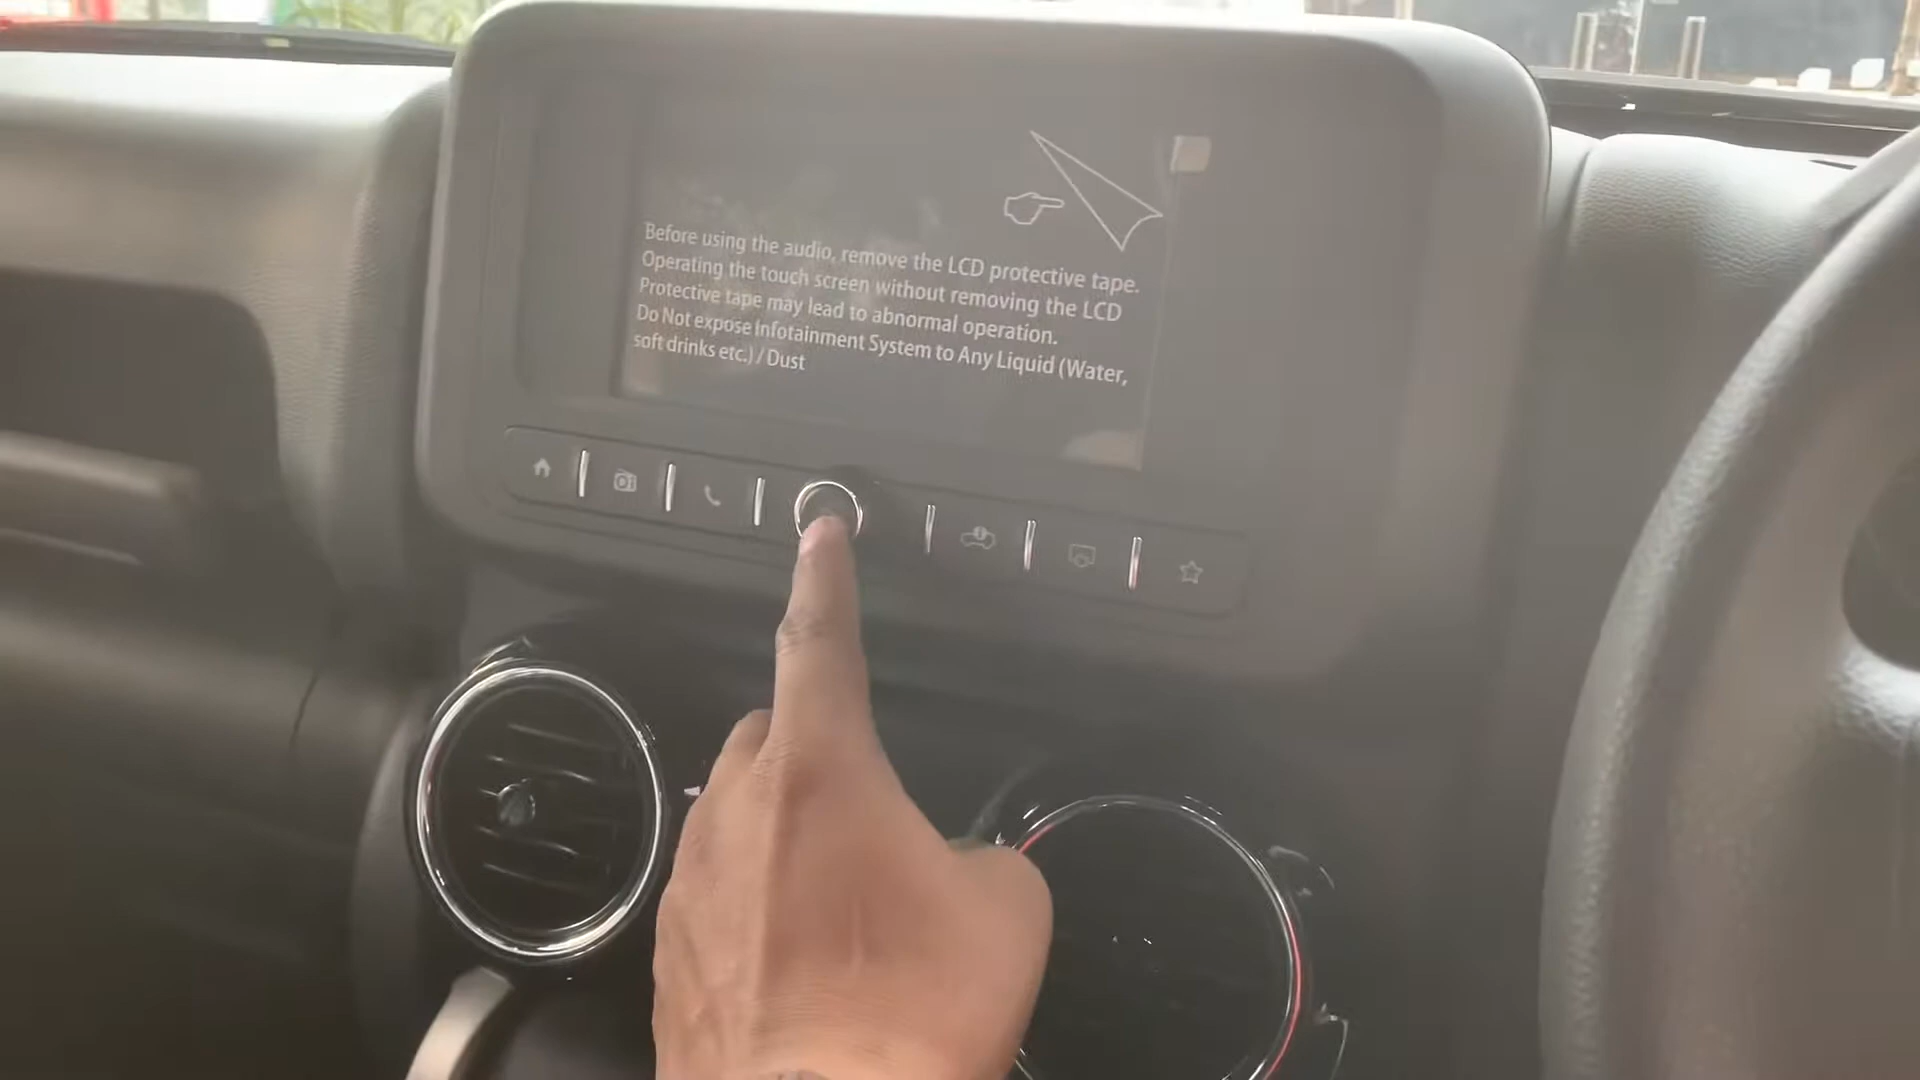 Before using the audio, remove the LCD protective tape.
Operating the touch screen without removing the LCD
Protective tape may lead to abnormal operation.
Do Not expose Infotainment System to Any Liquid (Water,
soft drinks etc.) / Dust